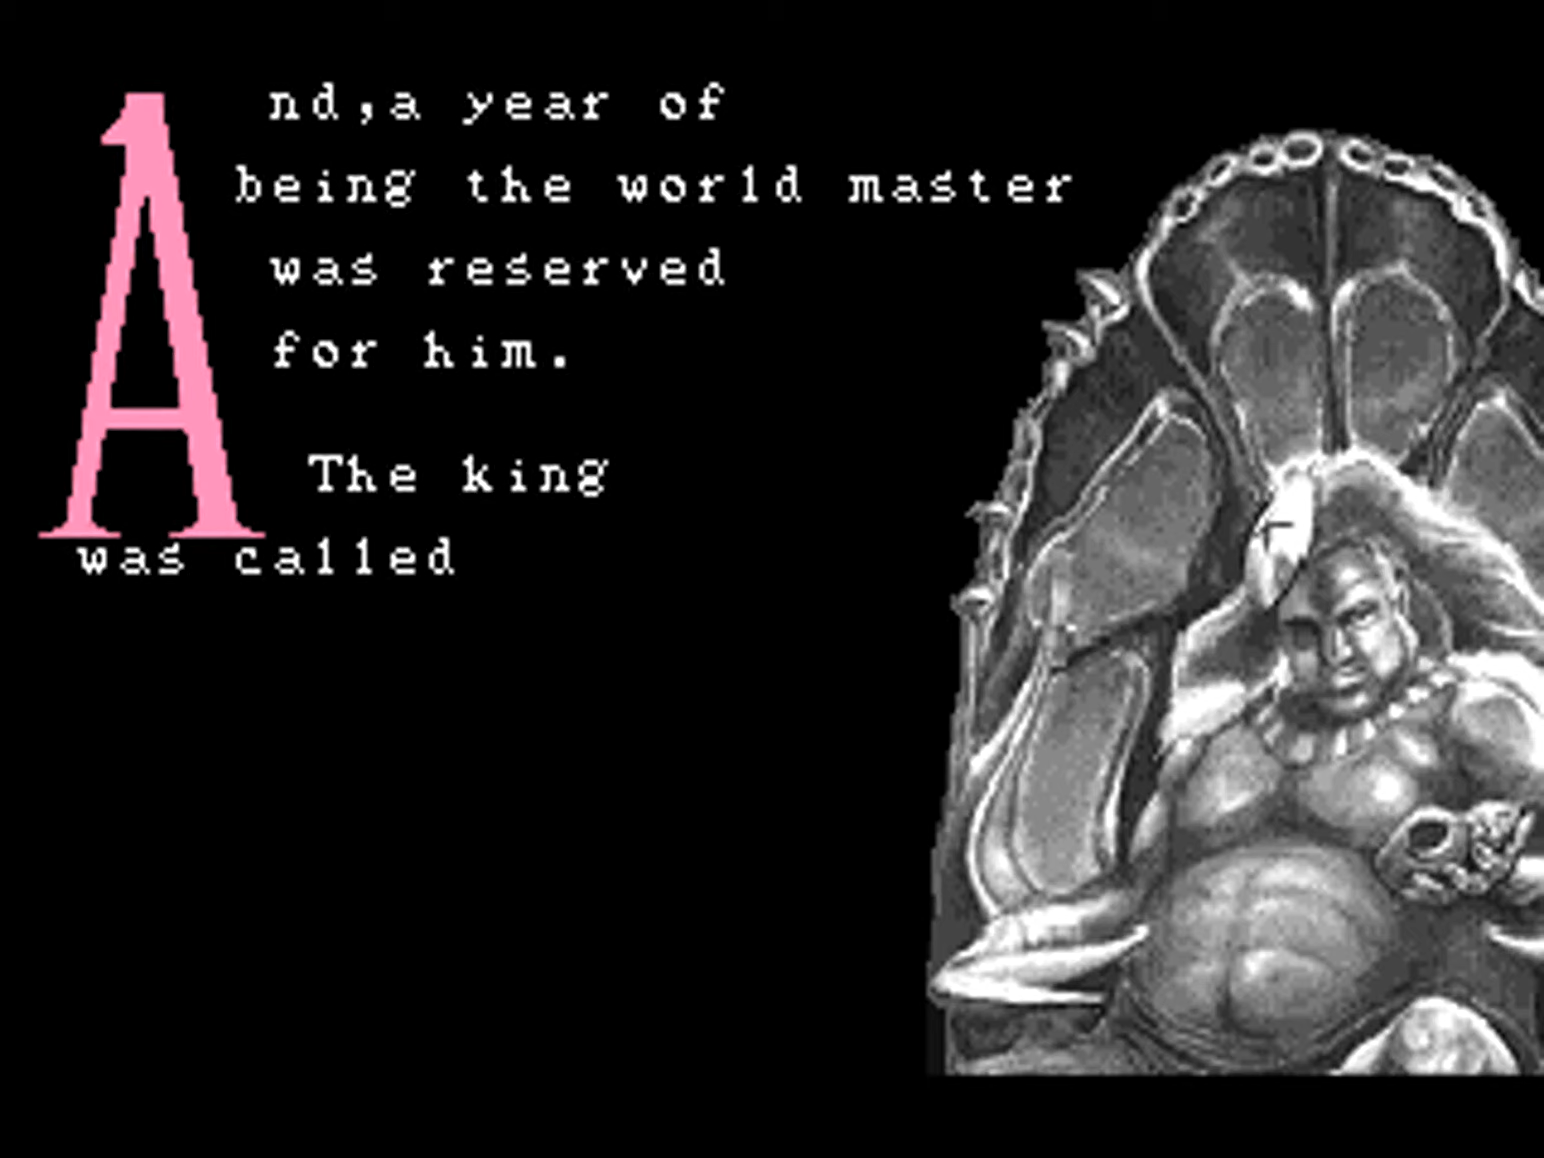 And,a year of
being the world master
was reserved
for him.
The king
was called